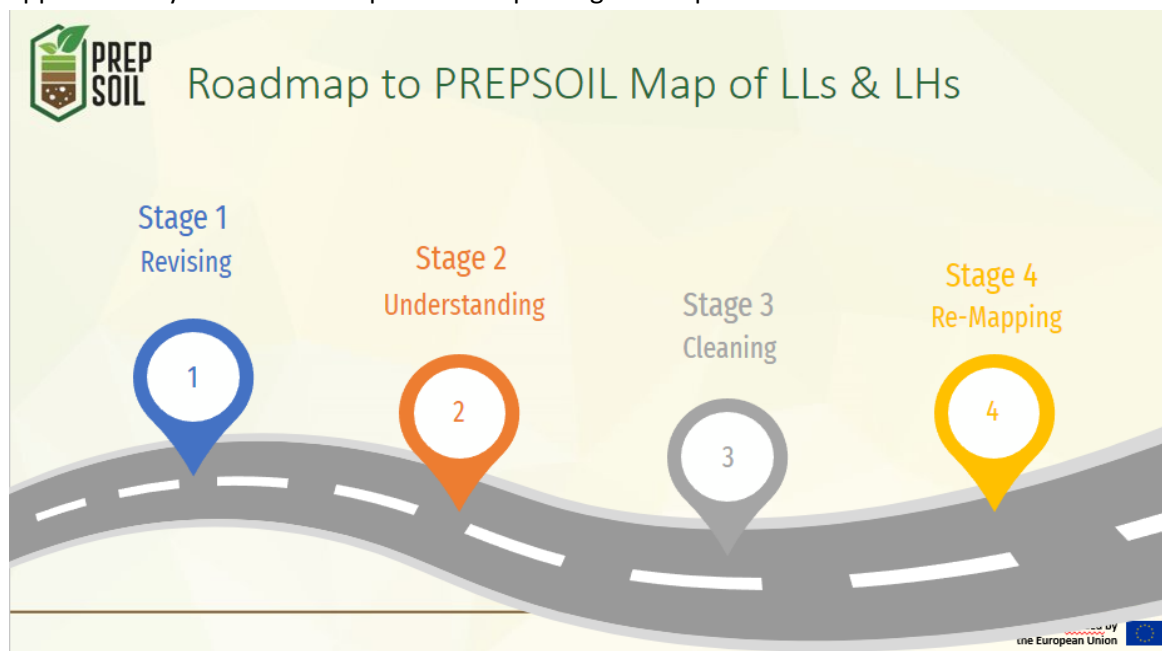 PREP
SOIL
Roadmap to PREPSOIL Map of LLs & LHs
Stage 1
Revising
Stage 2
Understanding
Stage 3
Cleaning
Stage 4
Re-Mapping
1
2
3
4
by
the European Union